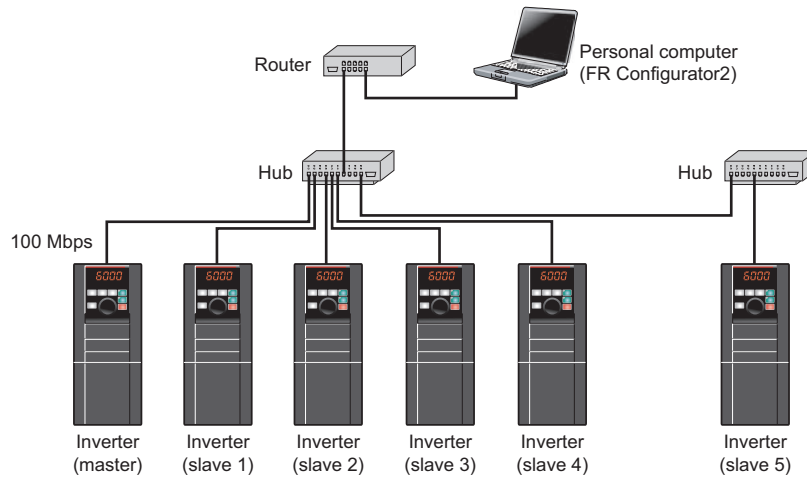 Router
Personal computer
(FR Configurator2)
Hub
Hub
100 Mbps
6000
6000
6000
6000
6000
6000
Inverter
(master)
Inverter
(slave 1)
Inverter
(slave 2)
Inverter
(slave 3)
Inverter
(slave 4)
Inverter
(slave 5)